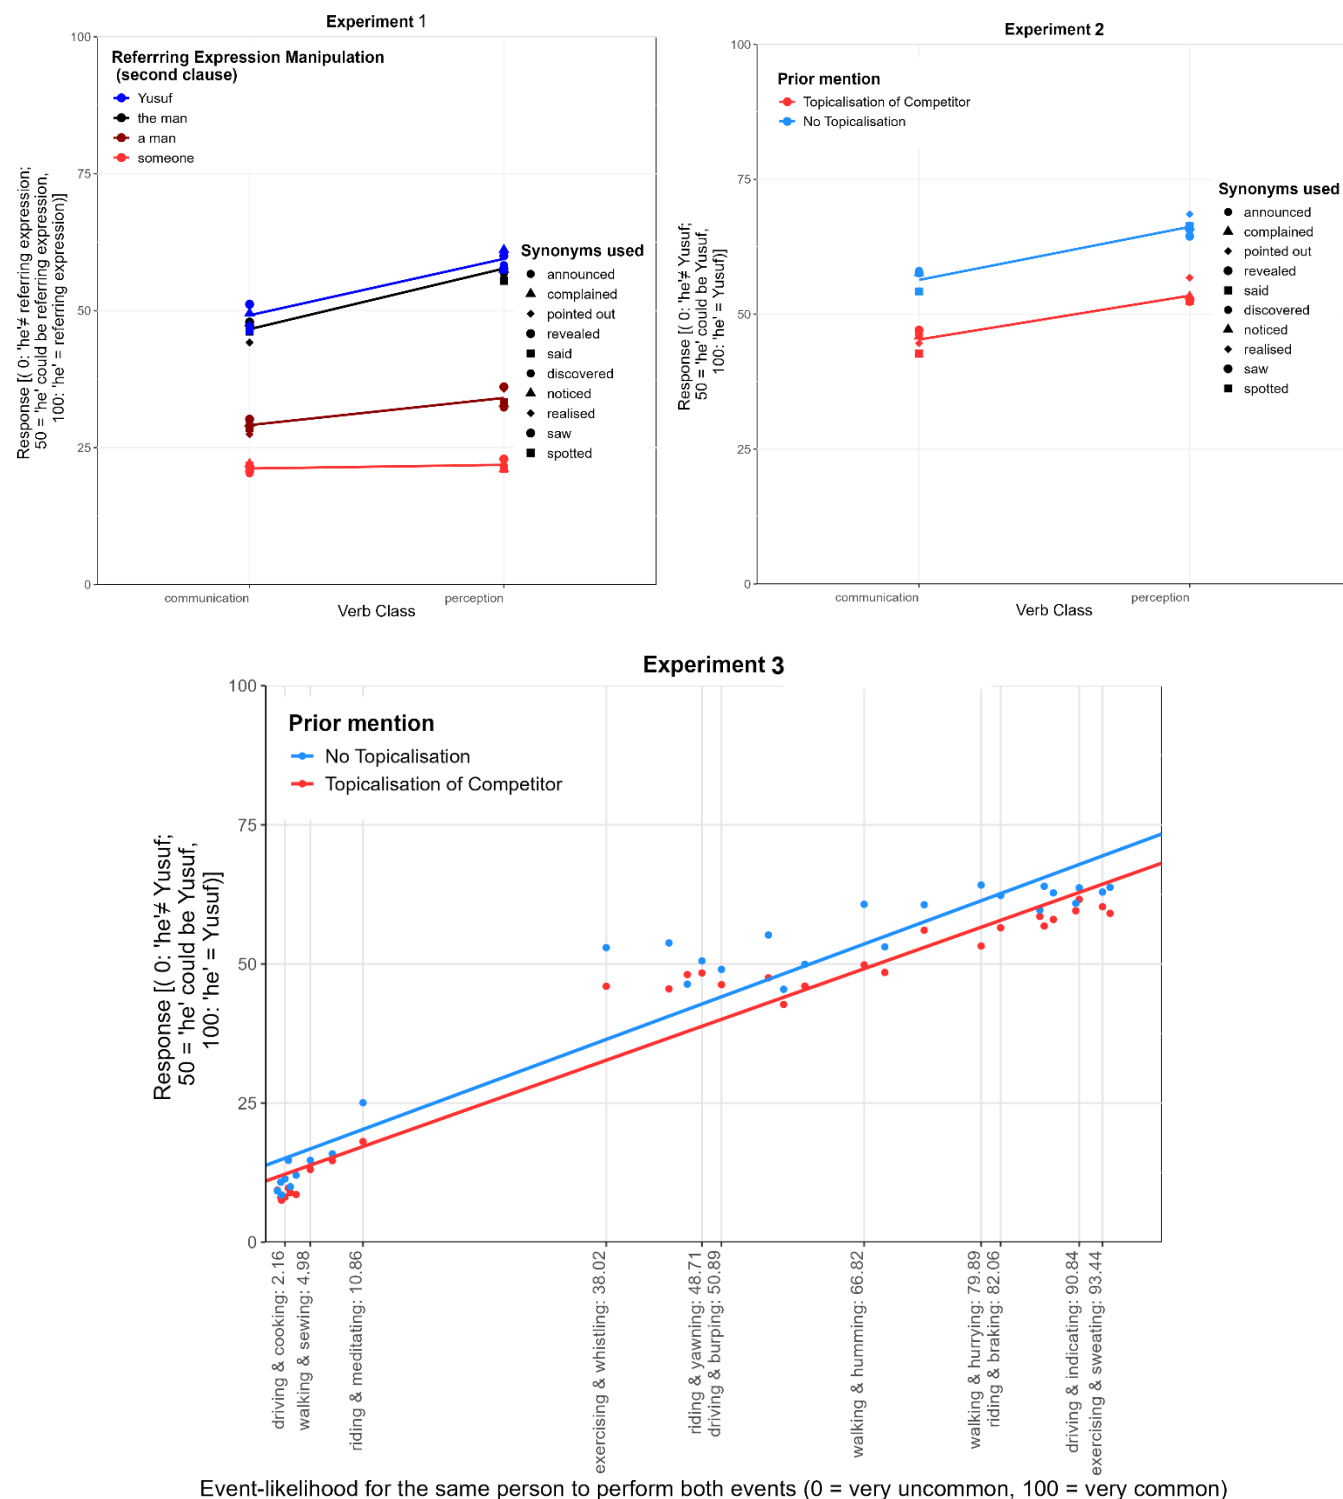 Experiment 1
100
Referrring Expression Manipulation
(second clause)
Yusuf
the man
a man
someone
75
50
25
0
Response [( 0: 'he'≠ referring expression;
50 = 'he' could be referring expression,
100: 'he' = referring expression)]
Synonyms used
announced
complained
pointed out
revealed
said
discovered
noticed
realised
saw
spotted
communication
perception
Verb Class
Experiment 2
100
Prior mention
Topicalisation of Competitor
No Topicalisation
75
50
25
0
Response [( 0: 'he'≠ Yusuf;
50 = 'he' could be Yusuf,
100: 'he' = Yusuf)]
Synonyms used
announced
complained
pointed out
revealed
said
discovered
noticed
realised
saw
spotted
communication
perception
Verb Class
Experiment 3
100
Prior mention
No Topicalisation
Topicalisation of Competitor
75
50
25
0
Response [( 0: 'he'≠ Yusuf;
50 = 'he' could be Yusuf,
100: 'he' = Yusuf)]
driving & cooking: 2.16
walking & sewing: 4.98
riding & meditating: 10.86
exercising & whistling: 38.02
riding & yawning: 48.71
driving & burping: 50.89
walking & humming: 66.82
walking & hurrying: 79.89
riding & braking: 82.06
driving & indicating: 90.84
exercising & sweating: 93.44
Event-likelihood for the same person to perform both events (0 = very uncommon, 100 = very common)